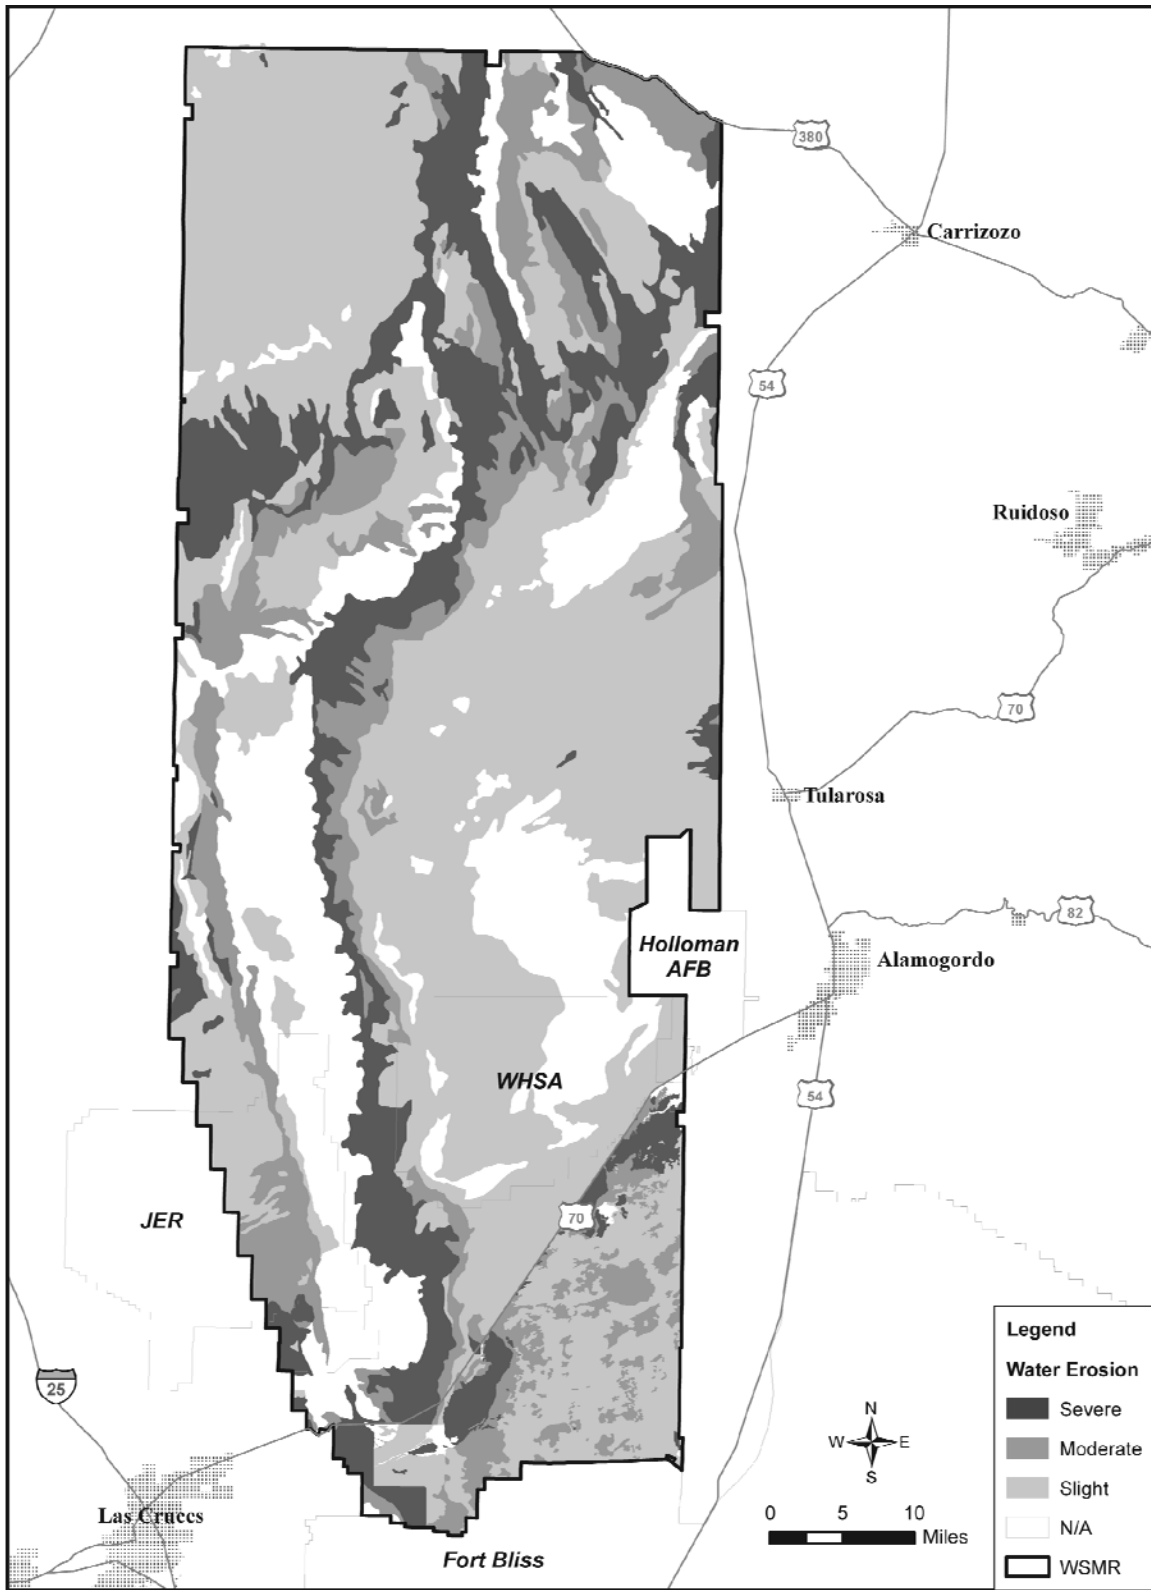 380
Carrizozo
54
Ruidoso
70
Tularosa
82
Holloman
AFB
Alamogordo
WHSA
54
JER
70
25
Las Cruces
Fort Bliss
N
W
E
S
0
5
10
Miles
Legend
Water Erosion
Severe
Moderate
Slight
N/A
WSMR